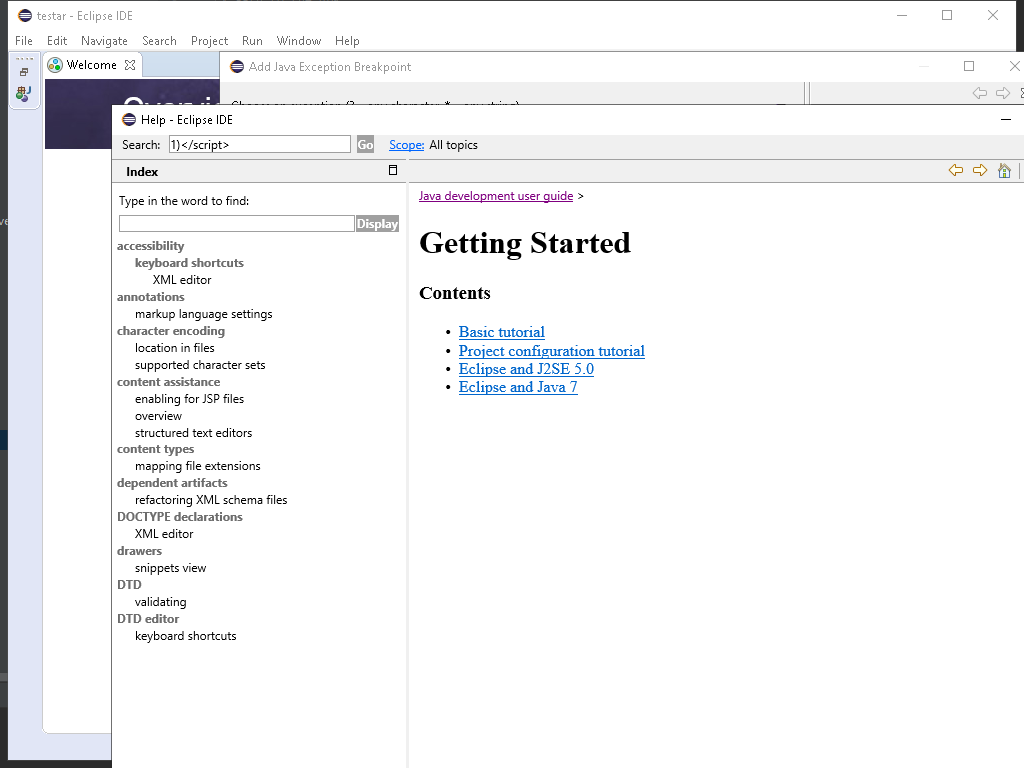 testar - Eclipse IDE
File Edit Navigate Search Project Run Window Help
Welcome
Add Java Exception Breakpoint
Help - Eclipse IDE
Search: 1)</script> Go Scope: All topics
Index
Type in the word to find:
Display
accessibility
keyboard shortcuts
XML editor
annotations
markup language settings
character encoding
location in files
supported character sets
content assistance
enabling for JSP files
overview
structured text editors
content types
mapping file extensions
dependent artifacts
refactoring XML schema files
DOCTYPE declarations
XML editor
drawers
snippets view
DTD
validating
DTD editor
keyboard shortcuts
Java development user guide >
Getting Started
Contents
• Basic tutorial
• Project configuration tutorial
• Eclipse and J2SE 5.0
• Eclipse and Java 7